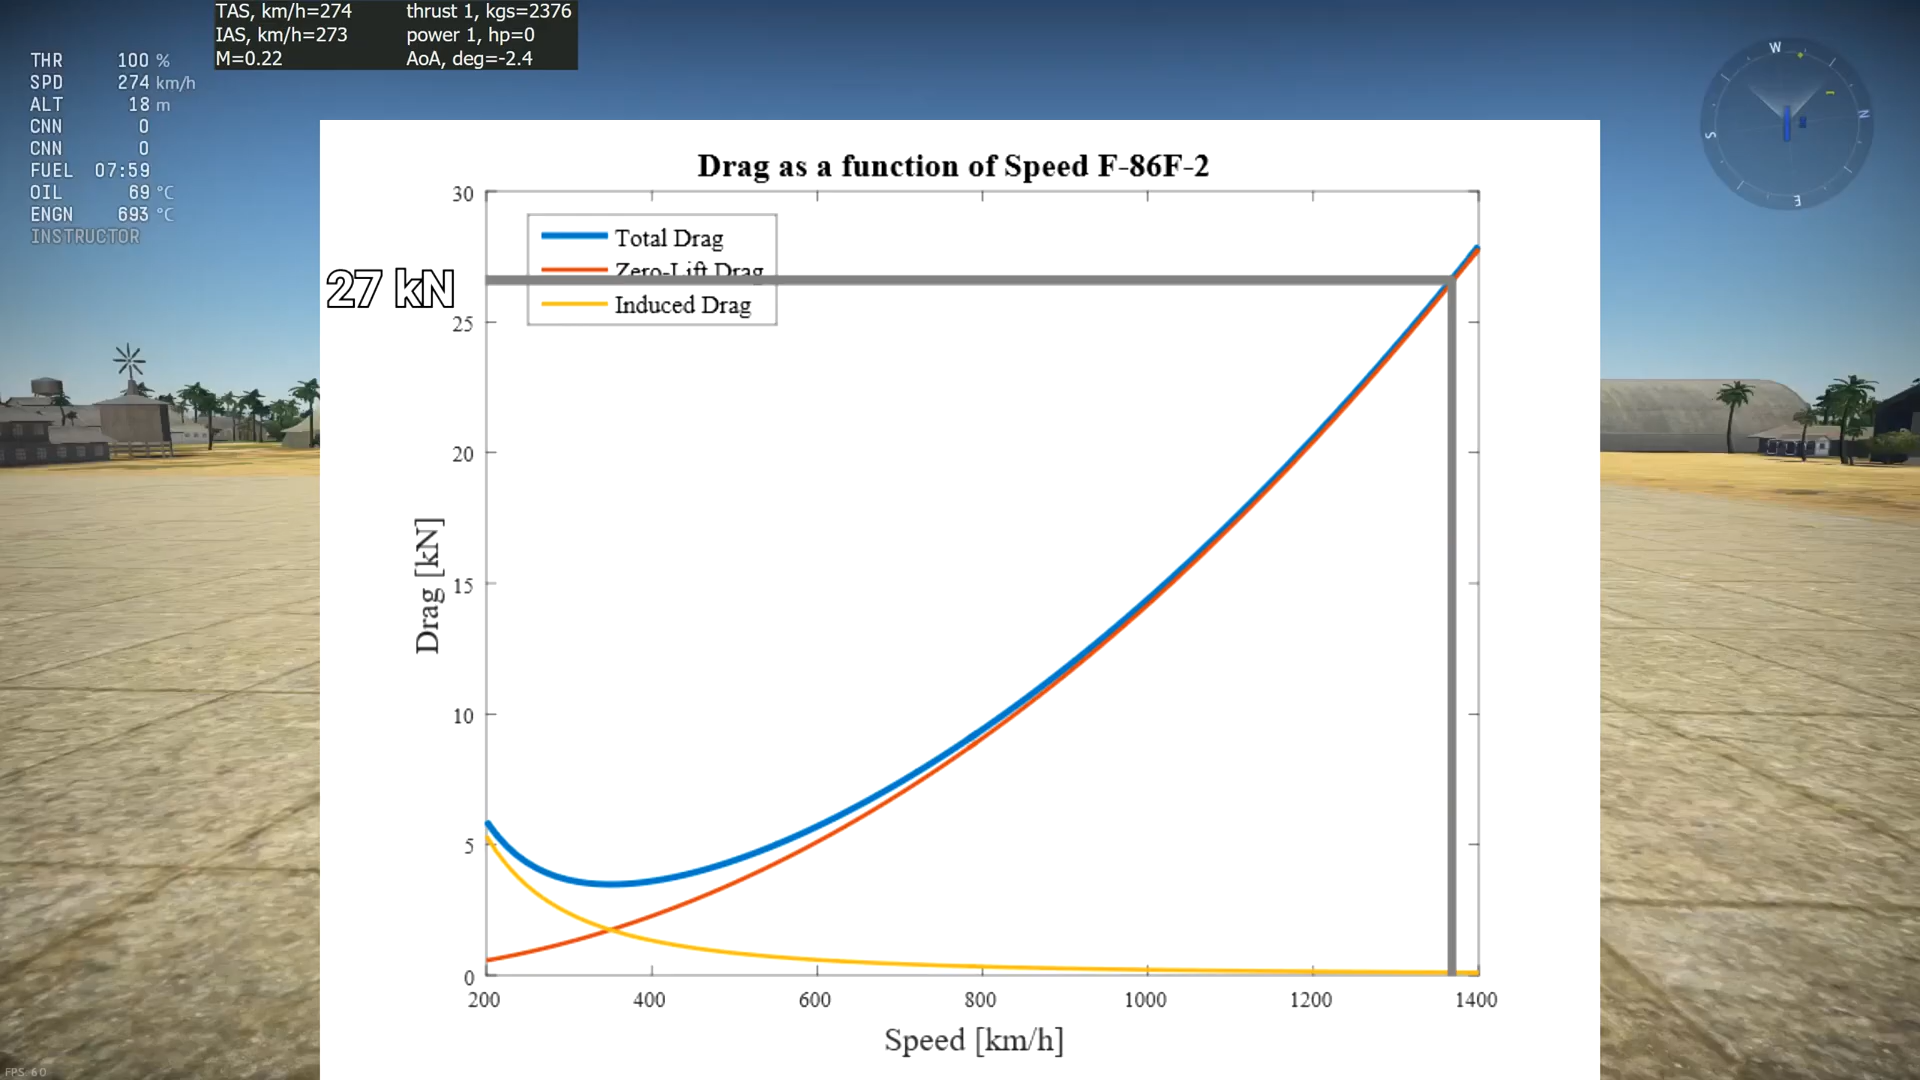 TAS, km/h=274 thrust 1, kgs=2376
IAS, km/h=273 power 1, hp=0
M=0.22 AoA, deg=-2.4
THR 100 %
SPD 274 km/h
ALT 18 m
CNN 0
CNN 0
FUEL 07:59
OIL 69 °C
ENGN 693 °C
INSTRUCTOR
W
N
S
E
Drag as a function of Speed F-86F-2
Total Drag
Zero-Lift Drag
Induced Drag
27 kN
30
25
20
15
10
5
0
Drag [kN]
200 400 600 800 1000 1200 1400
Speed [km/h]
FPS 60